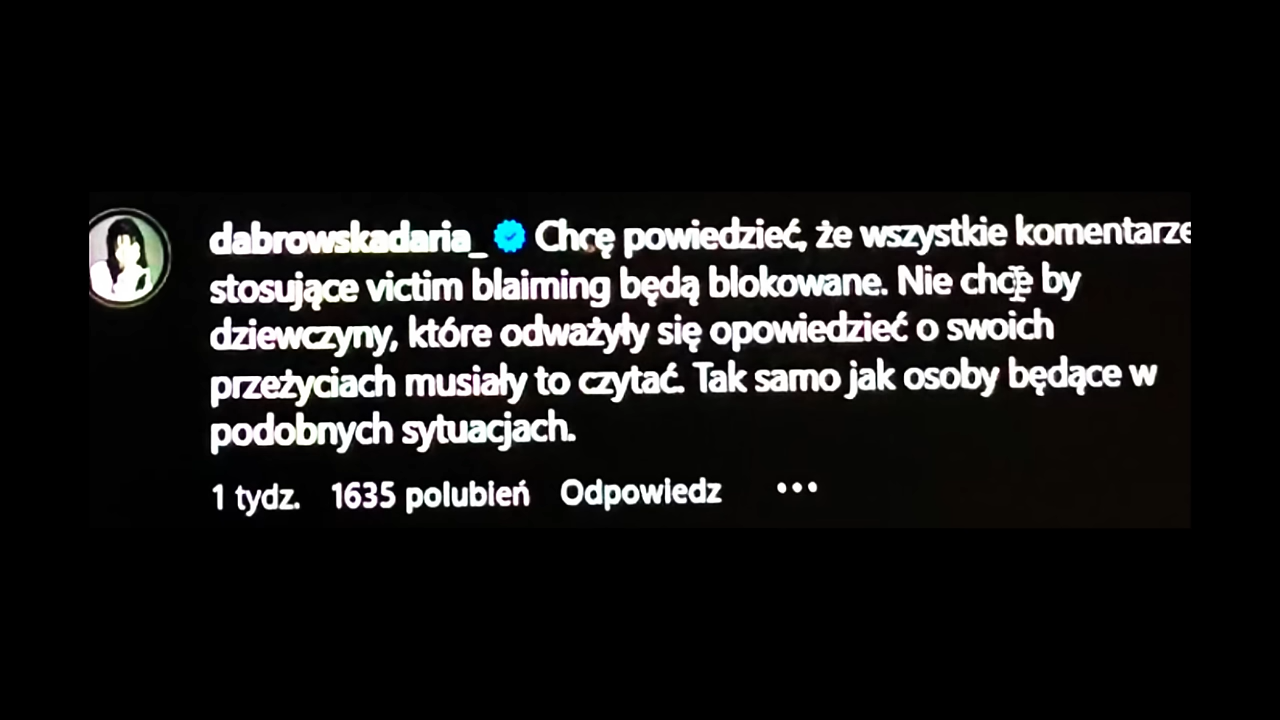 dabrowskadaria_ Chcę powiedzieć, że wszystkie komentarze
stosujące victim blaiming będą blokowane. Nie chcę by
dziewczyny, które odważyły się opowiedzieć o swoich
przeżyciach musiały to czytać. Tak samo jak osoby będące w
podobnych sytuacjach.
1 tydz. 1635 polubień Odpowiedz